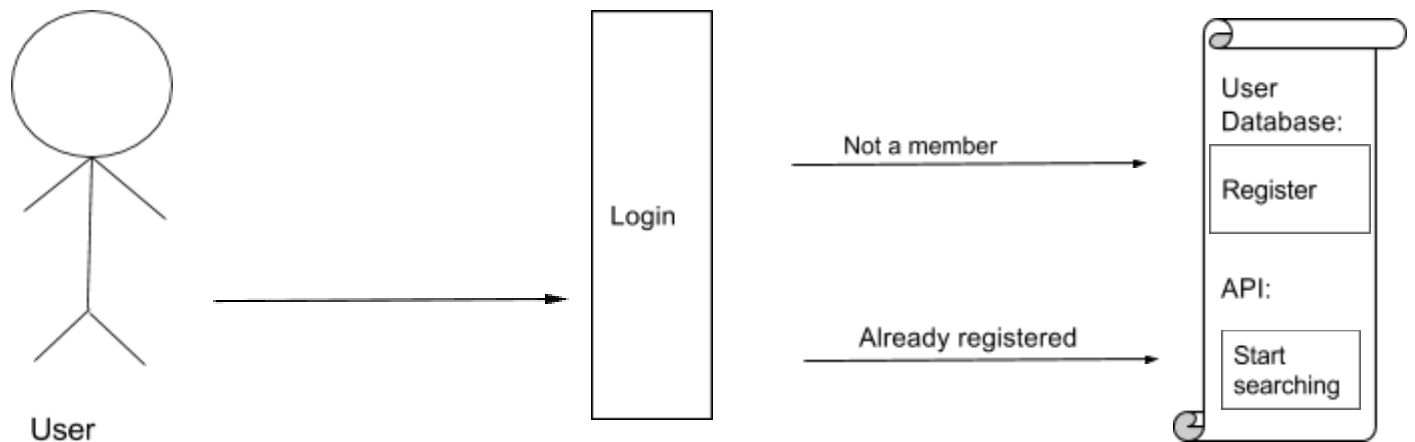 User
Login
Not a member
Already registered
User
Database:
Register
API:
Start
searching